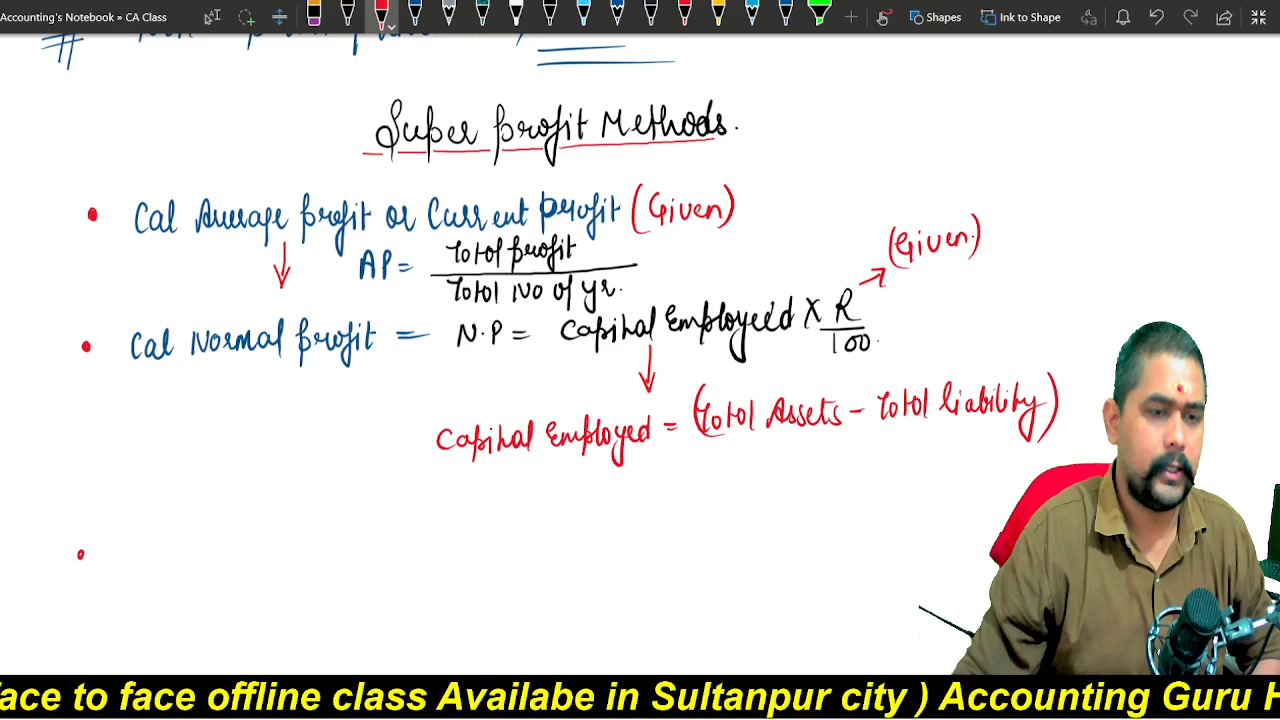 Accounting's Notebook » CA Class
Shapes
Ink to Shape
#
Super profit Methods.
• Cal Average profit or Current profit (Given)
AP = Total profit / Total No of yr.
(Given)
• Cal Normal profit = N.P = Capital Employeed X R / 100
Capital Employed = (Total Assets - Total liability)
•
face to face offline class Availabe in Sultanpur city ) Accounting Guru H